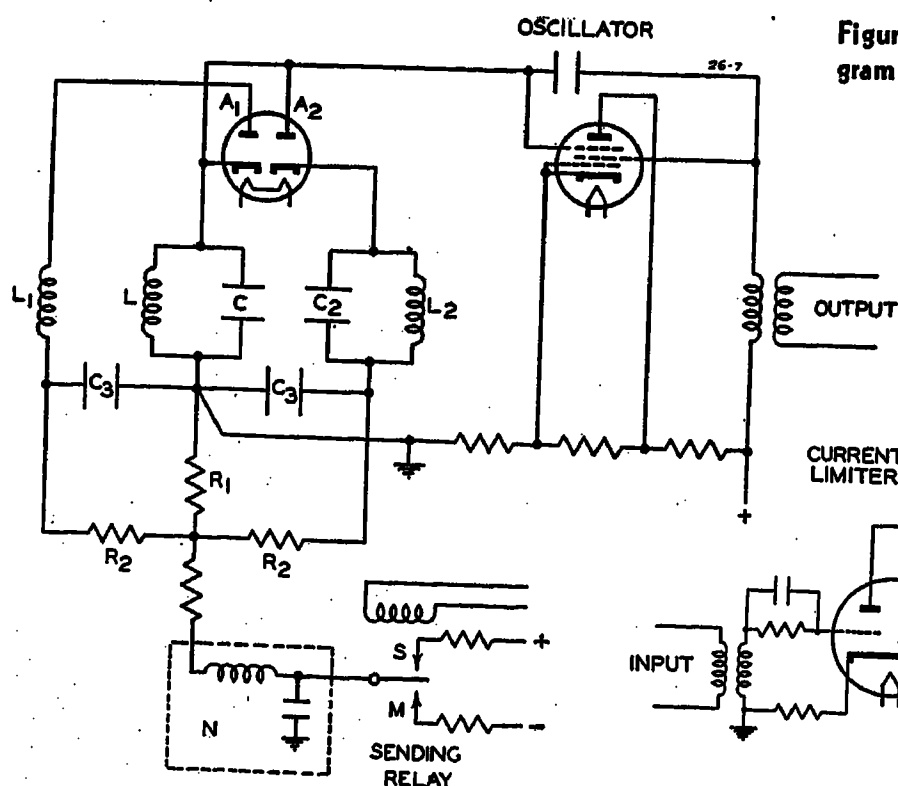 OSCILLATOR
Figur
gram
26-7
A1
A2
L1
L
C
C2
L2
OUTPUT
C3
C3
R1
CURRENT
LIMITER
+
R2
R2
S
+
INPUT
M
-
N
SENDING
RELAY